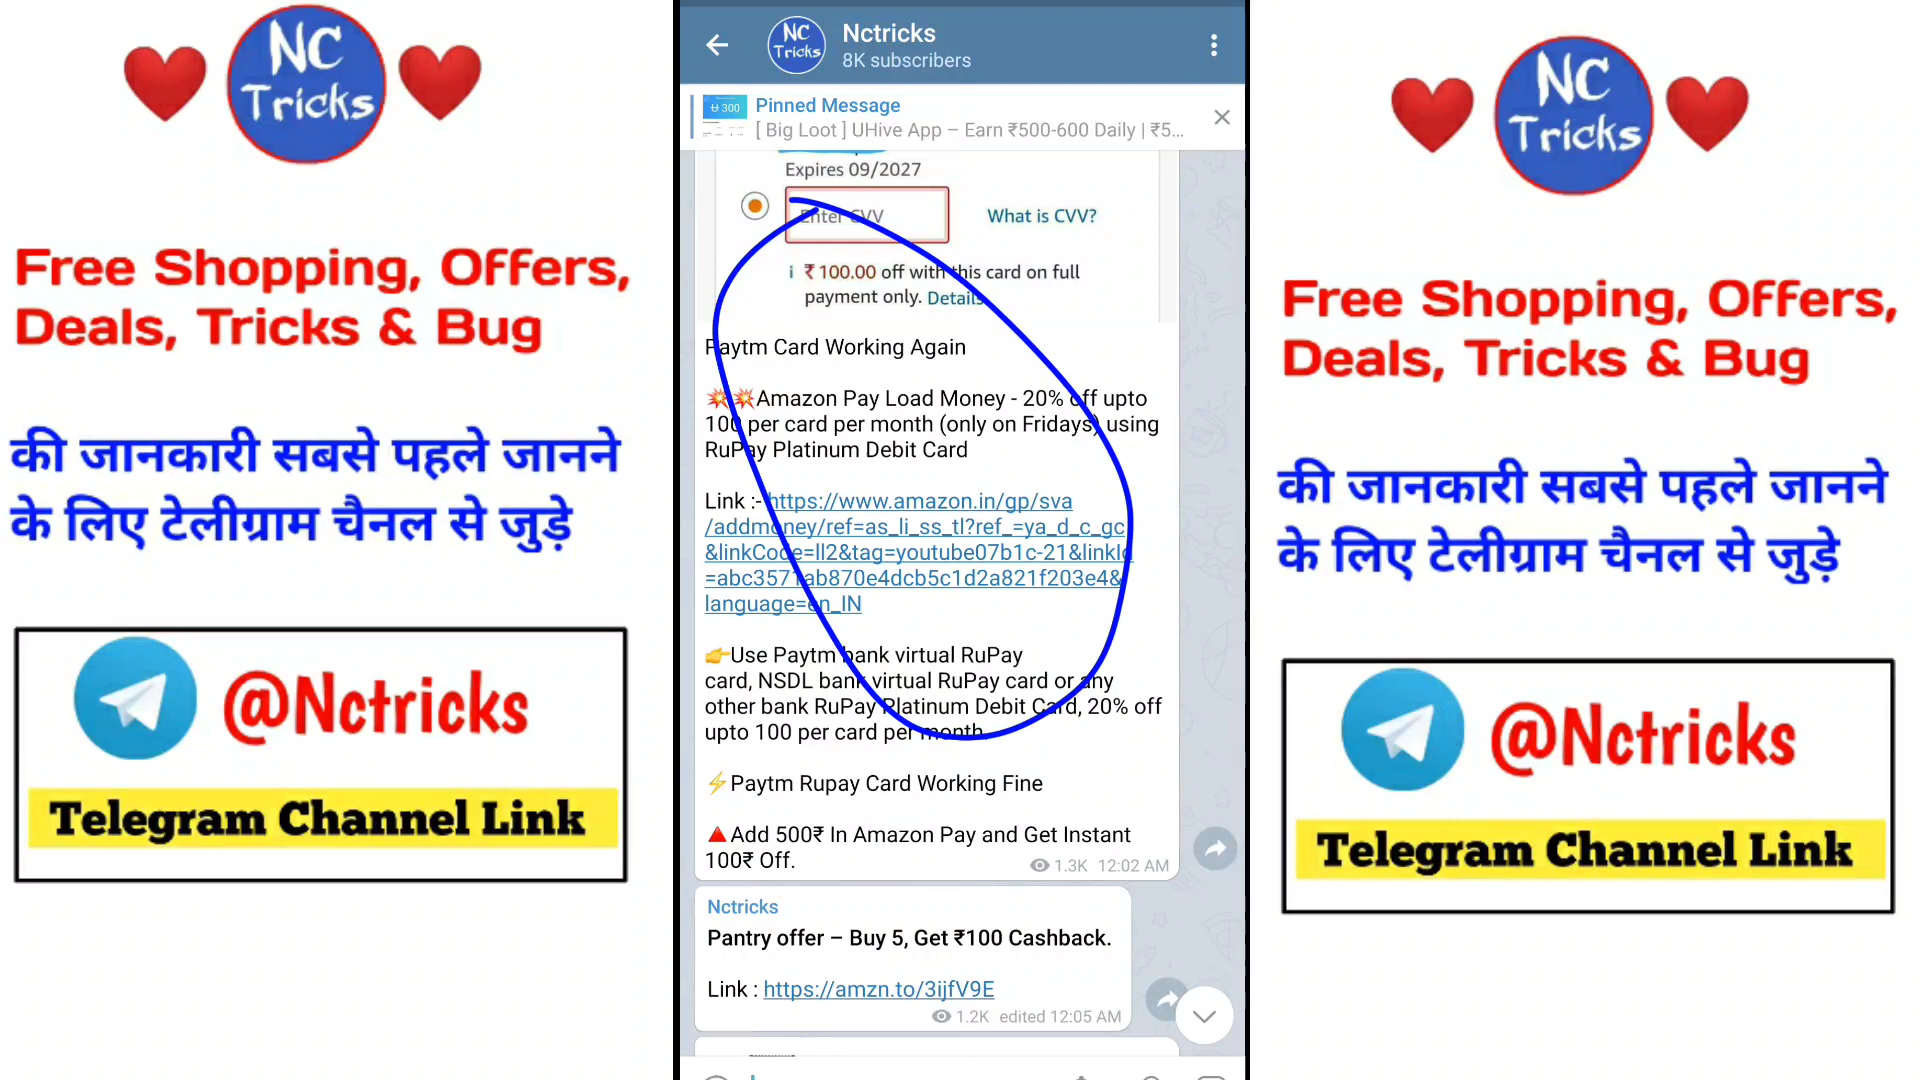 NC
Tricks
Free Shopping, Offers,
Deals, Tricks & Bug
की जानकारी सबसे पहले जानने
के लिए टेलीग्राम चैनल से जुड़े
@Nctricks
Telegram Channel Link
NC
Tricks
Nctricks
8K subscribers
300
Pinned Message
[ Big Loot ] UHive App – Earn ₹500-600 Daily | ₹5...
Expires 09/2027
Enter CVV
What is CVV?
i ₹ 100.00 off with this card on full
payment only. Details
Paytm Card Working Again
💥💥Amazon Pay Load Money - 20% off upto
100 per card per month (only on Fridays) using
RuPay Platinum Debit Card
Link :- https://www.amazon.in/gp/sva
/addmoney/ref=as_li_ss_tl?ref_=ya_d_c_gc
&linkCode=ll2&tag=youtube07b1c-21&linkId
=abc3571ab870e4dcb5c1d2a821f203e4&
language=en_IN
👉Use Paytm bank virtual RuPay
card, NSDL bank virtual RuPay card or any
other bank RuPay Platinum Debit Card, 20% off
upto 100 per card per month.
⚡Paytm Rupay Card Working Fine
🔺Add 500₹ In Amazon Pay and Get Instant
100₹ Off.
1.3K 12:02 AM
Nctricks
Pantry offer – Buy 5, Get ₹100 Cashback.
Link : https://amzn.to/3ijfV9E
1.2K edited 12:05 AM
NC
Tricks
Free Shopping, Offers,
Deals, Tricks & Bug
की जानकारी सबसे पहले जानने
के लिए टेलीग्राम चैनल से जुड़े
@Nctricks
Telegram Channel Link